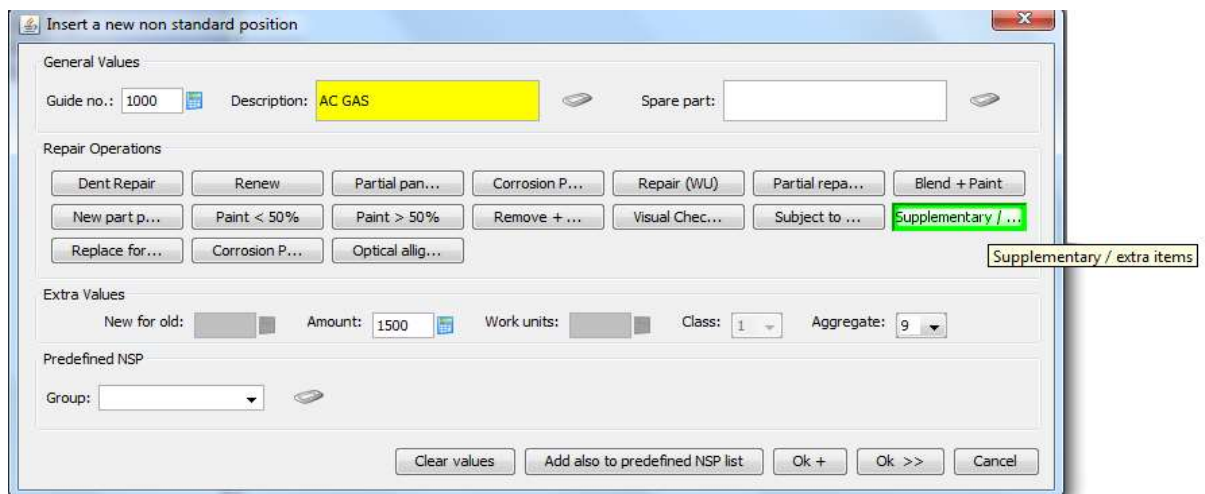 Insert a new non standard position
General Values
Guide no.: 1000 Description: AC GAS Spare part:
Repair Operations
Dent Repair Renew Partial pan... Corrosion P... Repair (WU) Partial repa... Blend + Paint
New part p... Paint < 50% Paint > 50% Remove + ... Visual Chec... Subject to ... Supplementary / ...
Replace for... Corrosion P... Optical allig...
Supplementary / extra items
Extra Values
New for old: Amount: 1500 Work units: Class: 1 Aggregate: 9
Predefined NSP
Group:
Clear values Add also to predefined NSP list Ok + Ok >> Cancel